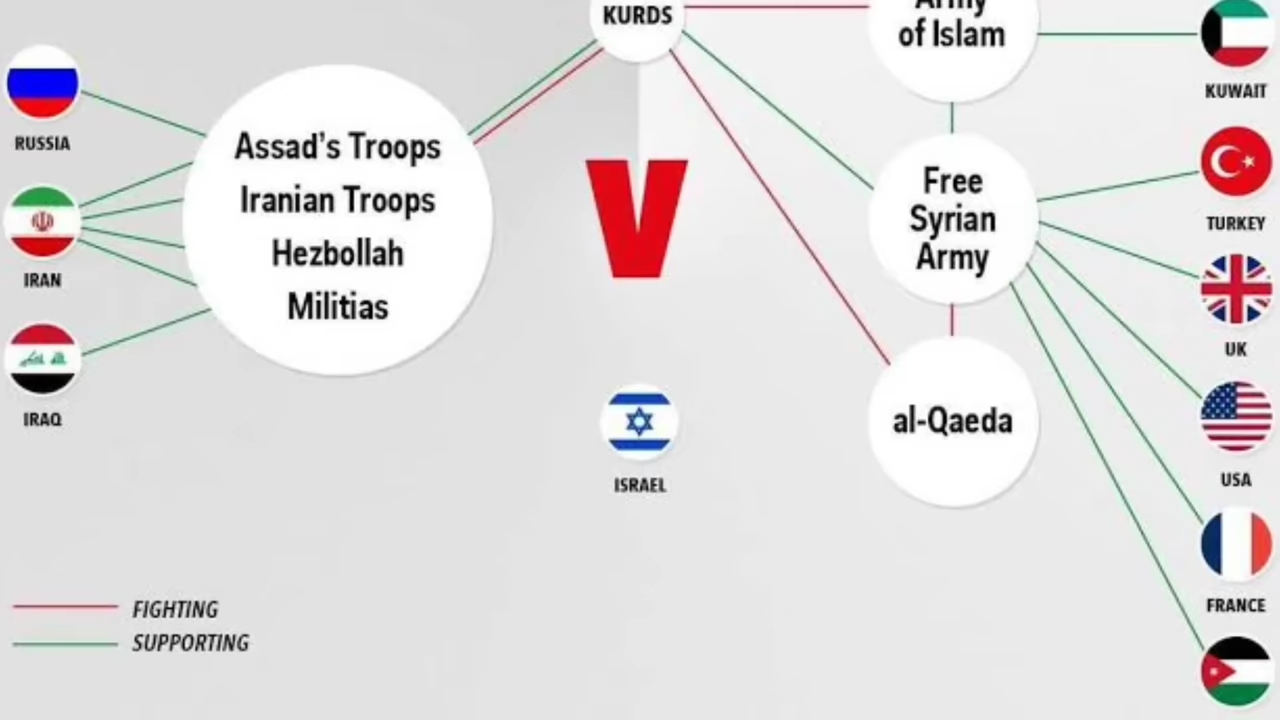 KURDS
Army
of Islam
KUWAIT
RUSSIA
Assad's Troops
Iranian Troops
Hezbollah
Militias
IRAN
IRAQ
V
Free
Syrian
Army
TURKEY
UK
al-Qaeda
USA
ISRAEL
FRANCE
FIGHTING
SUPPORTING